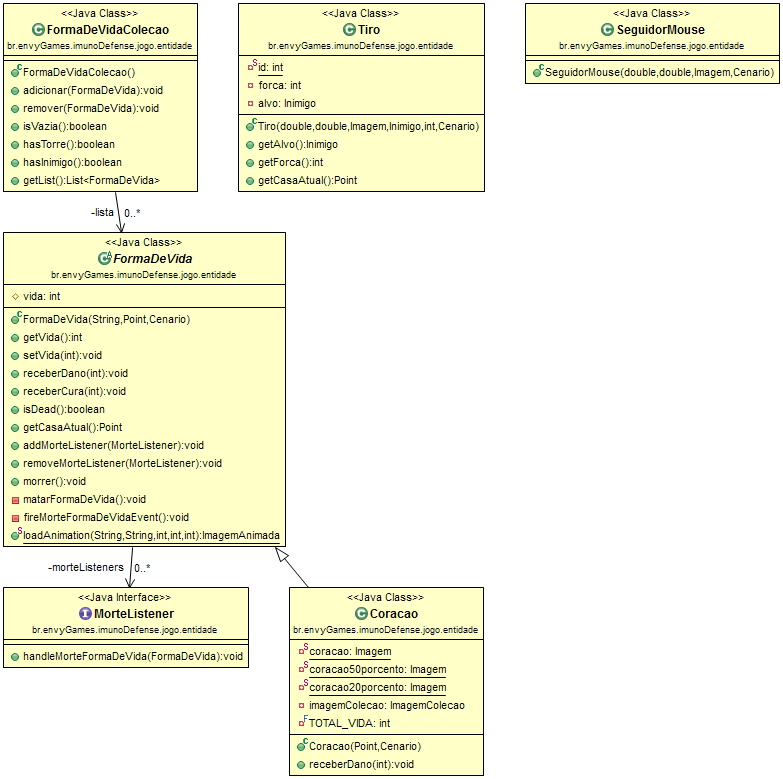 <<Java Class>>
FormaDeVidaColecao
br.envyGames.imunoDefense.jogo.entidade
FormaDeVidaColecao()
adicionar(FormaDeVida):void
remover(FormaDeVida):void
isVazia():boolean
hasTorre():boolean
hasInimigo():boolean
getList():List<FormaDeVida>
<<Java Class>>
Tiro
br.envyGames.imunoDefense.jogo.entidade
id: int
forca: int
alvo: Inimigo
Tiro(double,double,Imagem,Inimigo,int,Cenario)
getAlvo():Inimigo
getForca():int
getCasaAtual():Point
<<Java Class>>
SeguidorMouse
br.envyGames.imunoDefense.jogo.entidade
SeguidorMouse(double,double,Imagem,Cenario)
-lista 0..*
<<Java Class>>
FormaDeVida
br.envyGames.imunoDefense.jogo.entidade
vida: int
FormaDeVida(String,Point,Cenario)
getVida():int
setVida(int):void
receberDano(int):void
receberCura(int):void
isDead():boolean
getCasaAtual():Point
addMorteListener(MorteListener):void
removeMorteListener(MorteListener):void
morrer():void
matarFormaDeVida():void
fireMorteFormaDeVidaEvent():void
loadAnimation(String,String,int,int,int):ImagemAnimada
-morteListeners 0..*
<<Java Interface>>
MorteListener
br.envyGames.imunoDefense.jogo.entidade
handleMorteFormaDeVida(FormaDeVida):void
<<Java Class>>
Coracao
br.envyGames.imunoDefense.jogo.entidade
coracao: Imagem
coracao50porcento: Imagem
coracao20porcento: Imagem
imagemColecao: ImagemColecao
TOTAL_VIDA: int
Coracao(Point,Cenario)
receberDano(int):void